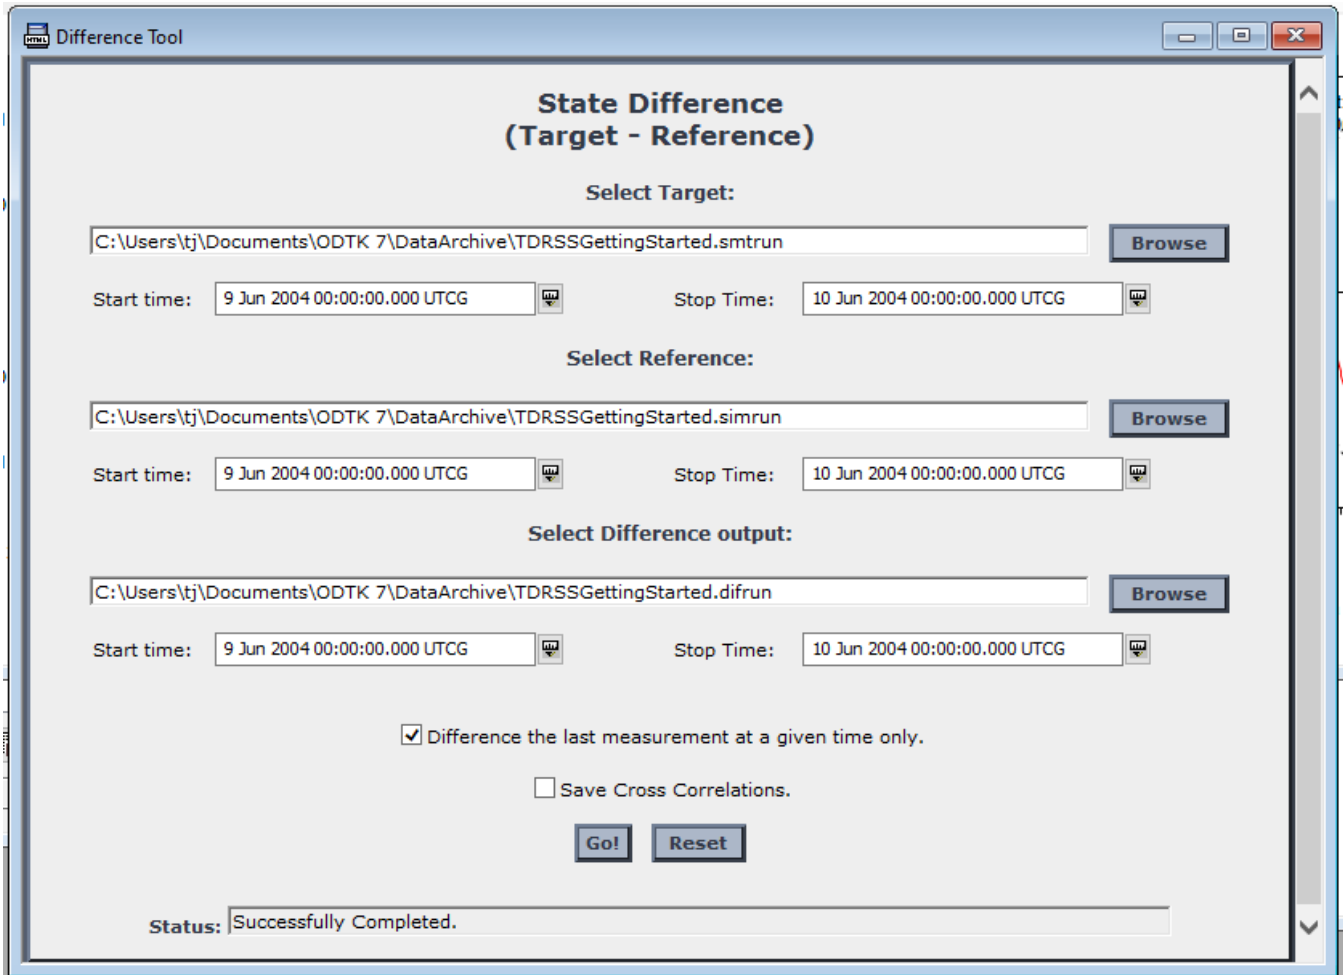 Difference Tool
State Difference
(Target - Reference)
Select Target:
C:\Users\tj\Documents\ODTK 7\DataArchive\TDRSSGettingStarted.smtrun Browse
Start time: 9 Jun 2004 00:00:00.000 UTCG Stop Time: 10 Jun 2004 00:00:00.000 UTCG
Select Reference:
C:\Users\tj\Documents\ODTK 7\DataArchive\TDRSSGettingStarted.simrun Browse
Start time: 9 Jun 2004 00:00:00.000 UTCG Stop Time: 10 Jun 2004 00:00:00.000 UTCG
Select Difference output:
C:\Users\tj\Documents\ODTK 7\DataArchive\TDRSSGettingStarted.difrun Browse
Start time: 9 Jun 2004 00:00:00.000 UTCG Stop Time: 10 Jun 2004 00:00:00.000 UTCG
Difference the last measurement at a given time only.
Save Cross Correlations.
Go! Reset
Status: Successfully Completed.